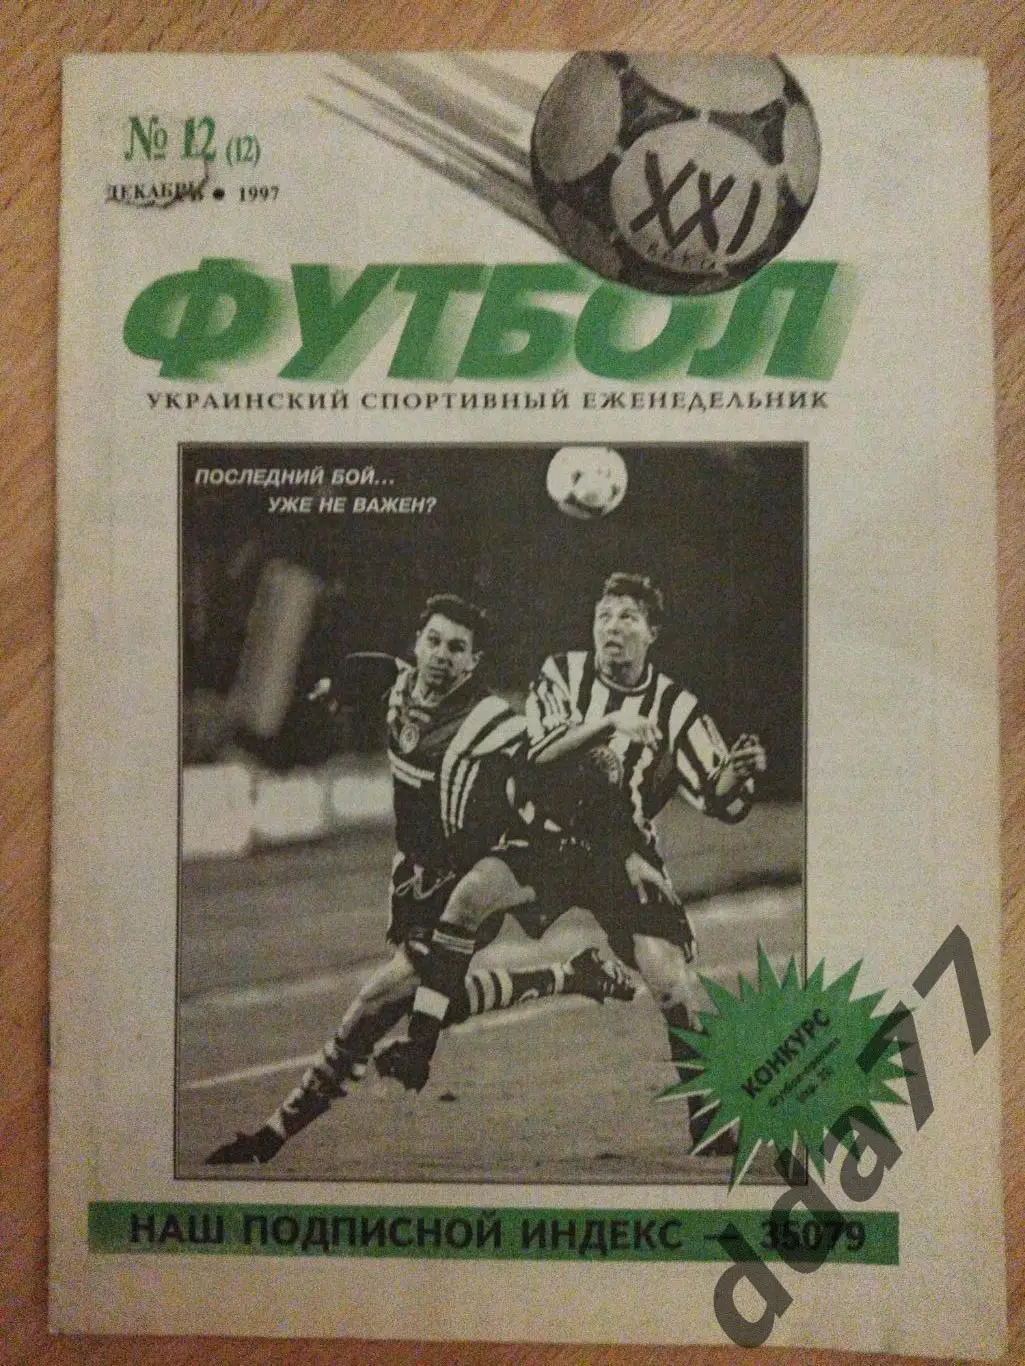 № 12 (12)
ДЕКАБРЬ ● 1997
XXI
ФУТБОЛ
УКРАИНСКИЙ СПОРТИВНЫЙ ЕЖЕНЕДЕЛЬНИК
ПОСЛЕДНИЙ БОЙ...
УЖЕ НЕ ВАЖЕН?
КОНКУРС
НАШ ПОДПИСНОЙ ИНДЕКС — 35079
dda77